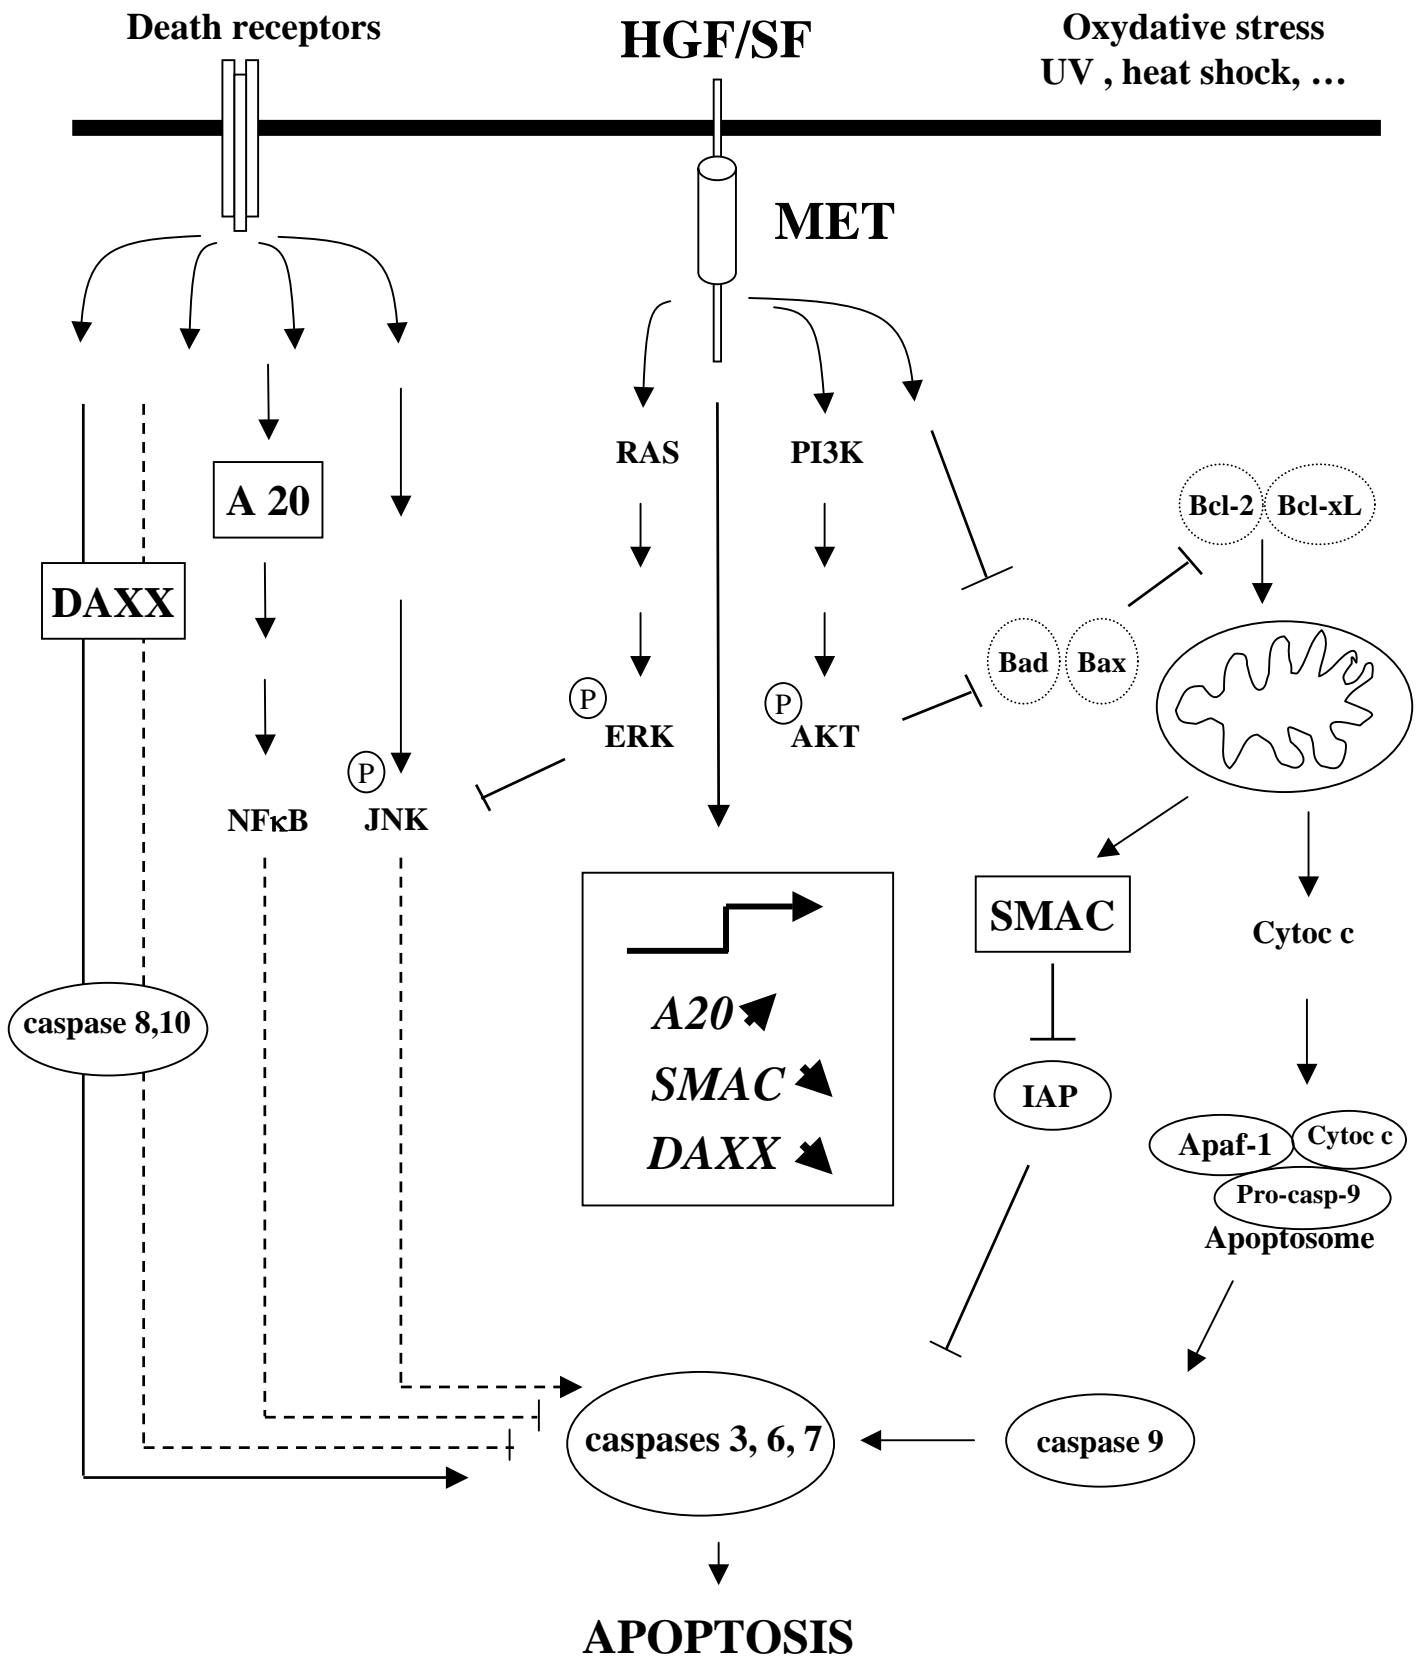 Death receptors
HGF/SF
Oxydative stress
UV , heat shock, …
MET
RAS
PI3K
A 20
Bcl-2
Bcl-xL
DAXX
Bad
Bax
P
ERK
P
AKT
P
JNK
NFκB
SMAC
Cytoc c
A20
SMAC
DAXX
caspase 8,10
IAP
Apaf-1
Cytoc c
Pro-casp-9
Apoptosome
caspases 3, 6, 7
caspase 9
APOPTOSIS